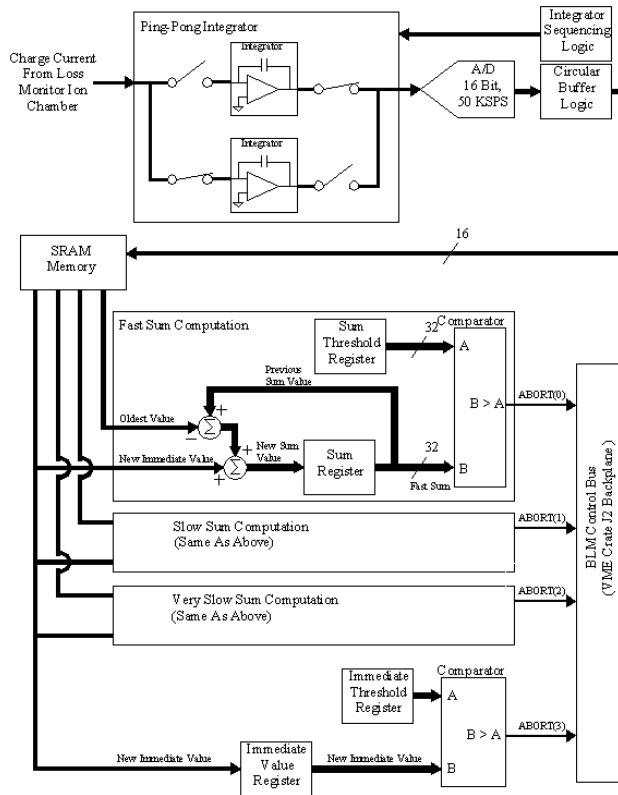 Ping-Pong Integrator
Integrator
Sequencing
Logic
Charge Current
From Loss
Monitor Ion
Chamber
Integrator
A/D
16 Bit,
50 KSPS
Circular
Buffer
Logic
Integrator
16
SRAM
Memory
Fast Sum Computation
Sum
Threshold
Register
32
Comparator
A
Previous
Sum Value
B > A
ABORT(0)
Oldest Value
+
−
Σ
+
New Immediate Value
+
Σ
New Sum
Value
Sum
Register
32
Fast Sum
B
Slow Sum Computation
(Same As Above)
ABORT(1)
Very Slow Sum Computation
(Same As Above)
ABORT(2)
BLM Control Bus
(VME Crate J2 Backplane)
Immediate
Threshold
Register
Comparator
A
B > A
ABORT(3)
New Immediate Value
Immediate
Value
Register
New Immediate Value
B